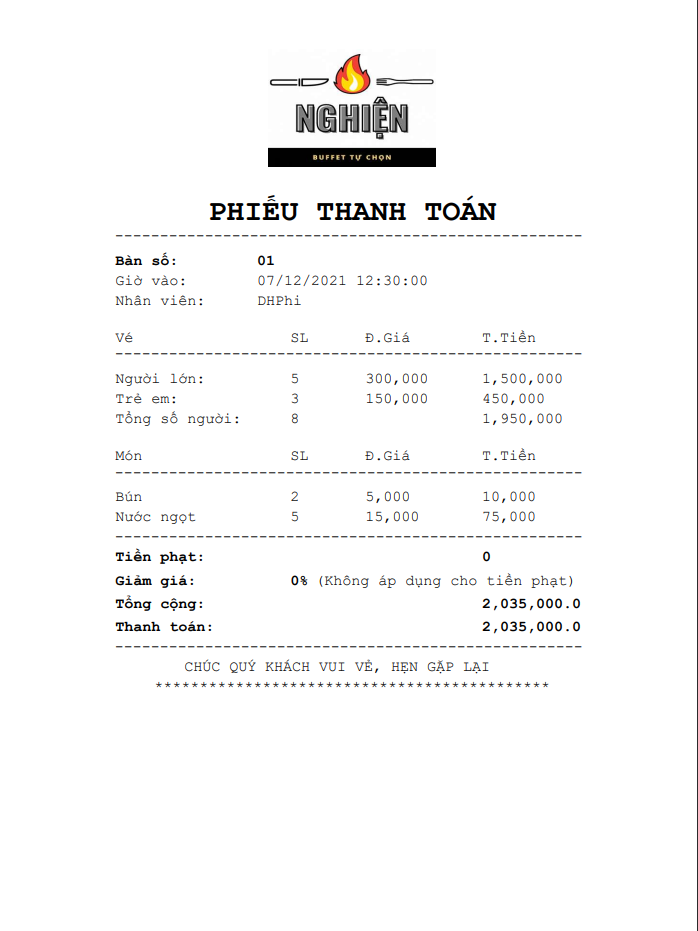 NGHIỆN
BUFFET TỰ CHỌN
PHIẾU THANH TOÁN
----------------------------------------------------
Bàn số: 01
Giờ vào: 07/12/2021 12:30:00
Nhân viên: DHPhi
Vé SL Đ.Giá T.Tiền
----------------------------------------------------
Người lớn: 5 300,000 1,500,000
Trẻ em: 3 150,000 450,000
Tổng số người: 8 1,950,000
Món SL Đ.Giá T.Tiền
----------------------------------------------------
Bún 2 5,000 10,000
Nước ngọt 5 15,000 75,000
----------------------------------------------------
Tiền phạt: 0
Giảm giá: 0% (Không áp dụng cho tiền phạt)
Tổng cộng: 2,035,000.0
Thanh toán: 2,035,000.0
----------------------------------------------------
CHÚC QUÝ KHÁCH VUI VẺ, HẸN GẶP LẠI
********************************************